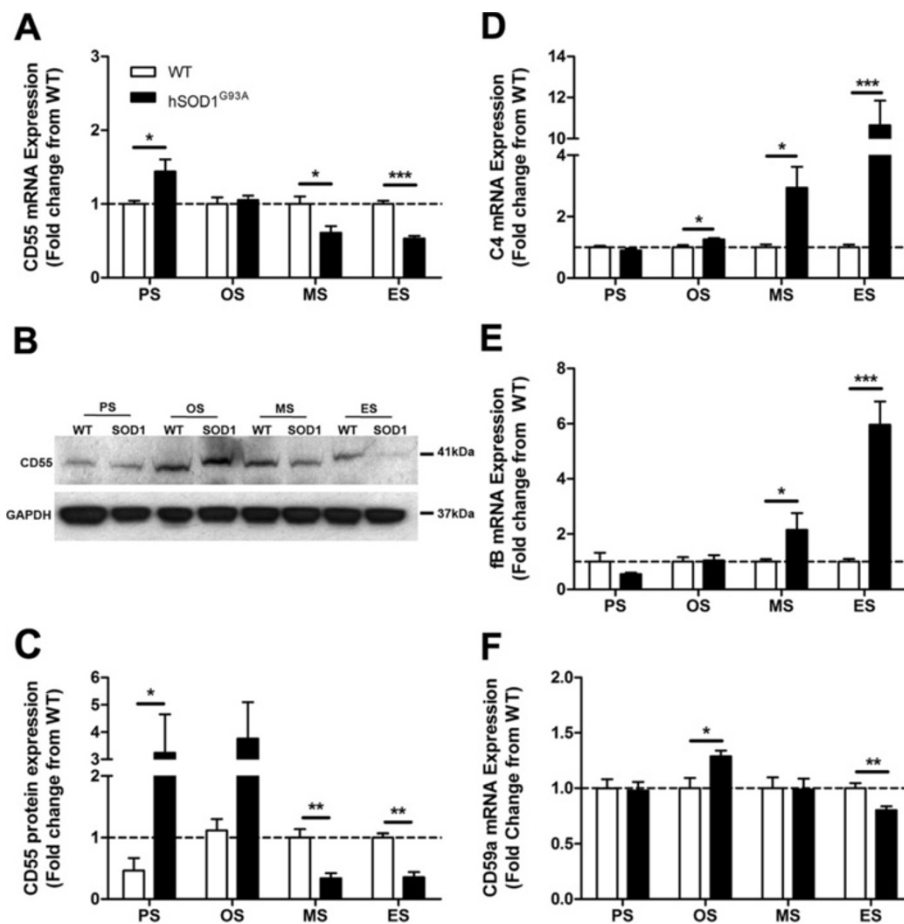 A
CD55 mRNA Expression
(Fold change from WT)
3
2
1
0
WT
hSOD1G93A
*
*
***
PS OS MS ES
B
PS OS MS ES
WT SOD1 WT SOD1 WT SOD1 WT SOD1
CD55
41kDa
GAPDH
37kDa
C
CD55 protein expression
(Fold change from WT)
6
5
4
3
2
1
0
*
**
**
PS OS MS ES
D
C4 mRNA Expression
(Fold change from WT)
14
12
10
4
2
0
*
*
***
PS OS MS ES
E
fB mRNA Expression
(Fold change from WT)
8
6
4
2
0
*
***
PS OS MS ES
F
CD59a mRNA Expression
(Fold Change from WT)
2.0
1.5
1.0
0.5
0.0
*
**
PS OS MS ES